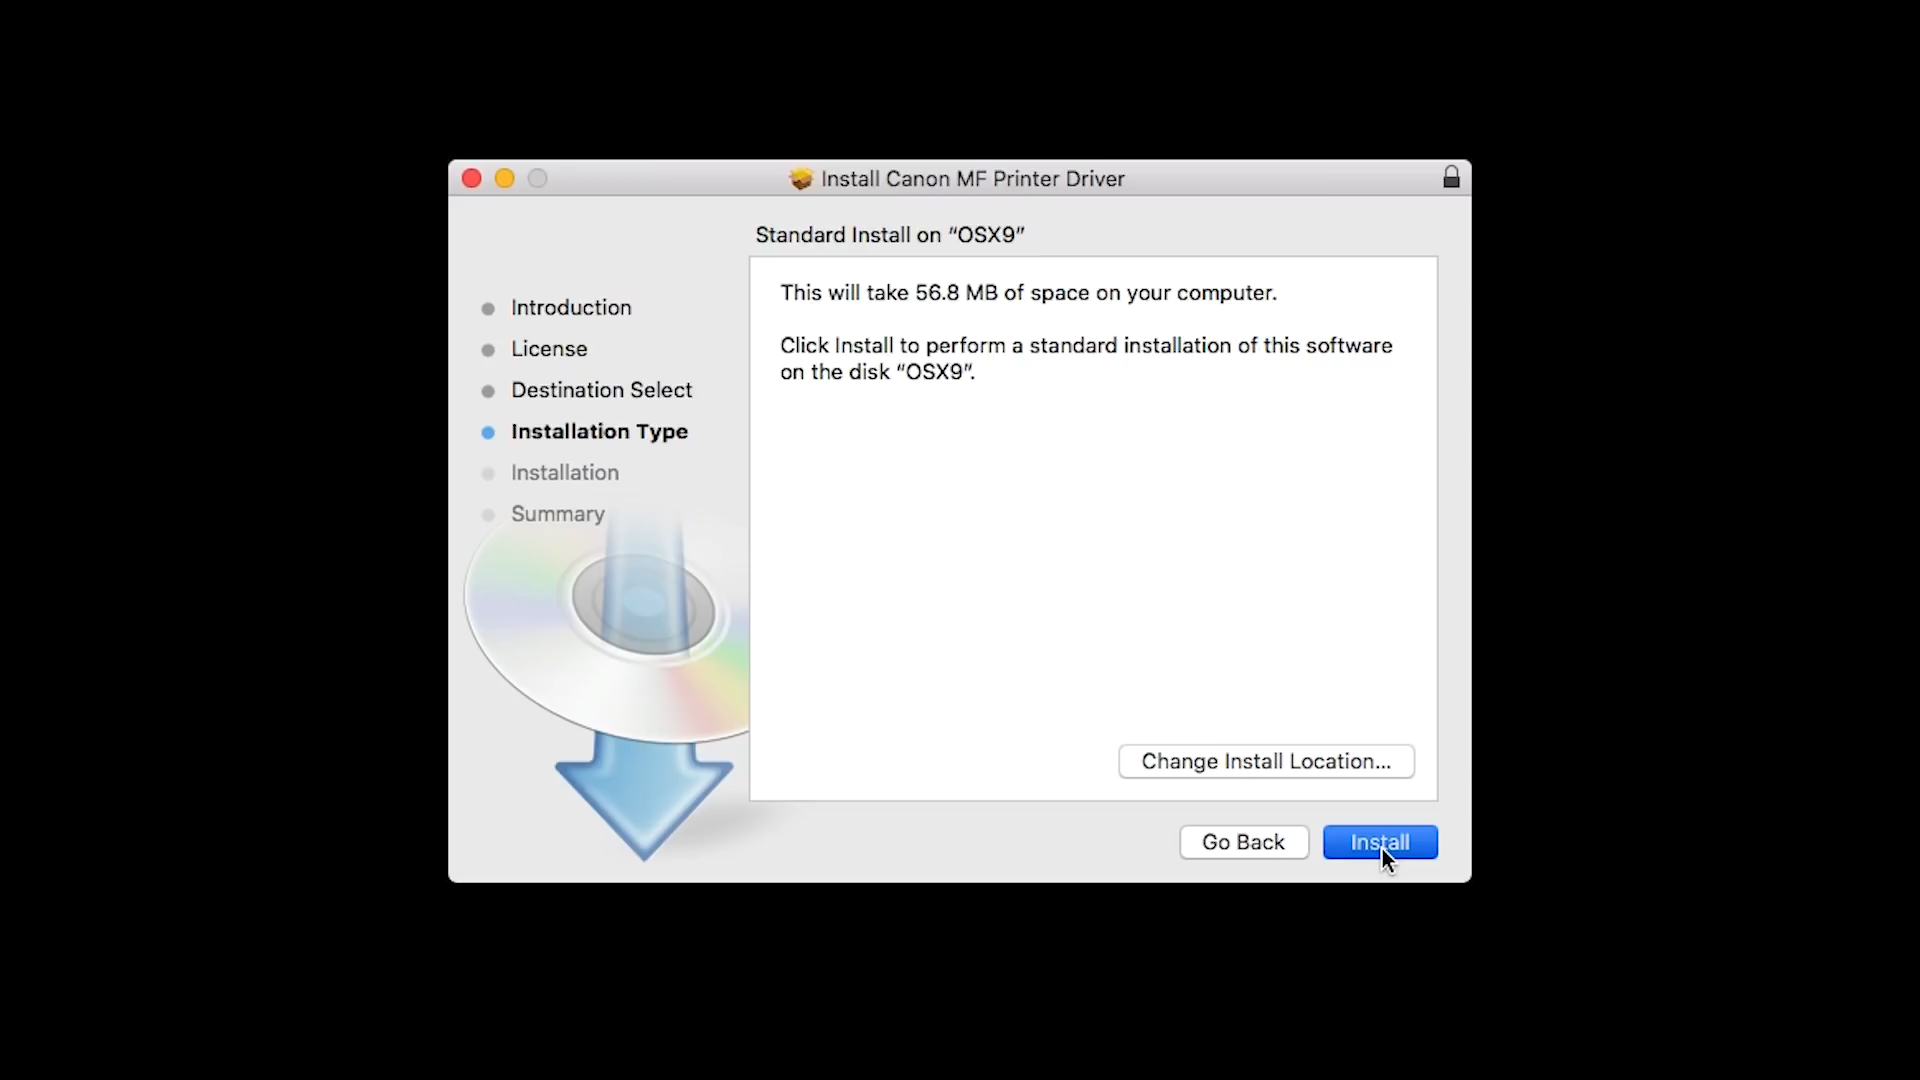 Install Canon MF Printer Driver
Standard Install on “OSX9”
Introduction
License
Destination Select
Installation Type
Installation
Summary
This will take 56.8 MB of space on your computer.
Click Install to perform a standard installation of this software
on the disk “OSX9”.
Change Install Location...
Go Back
Install